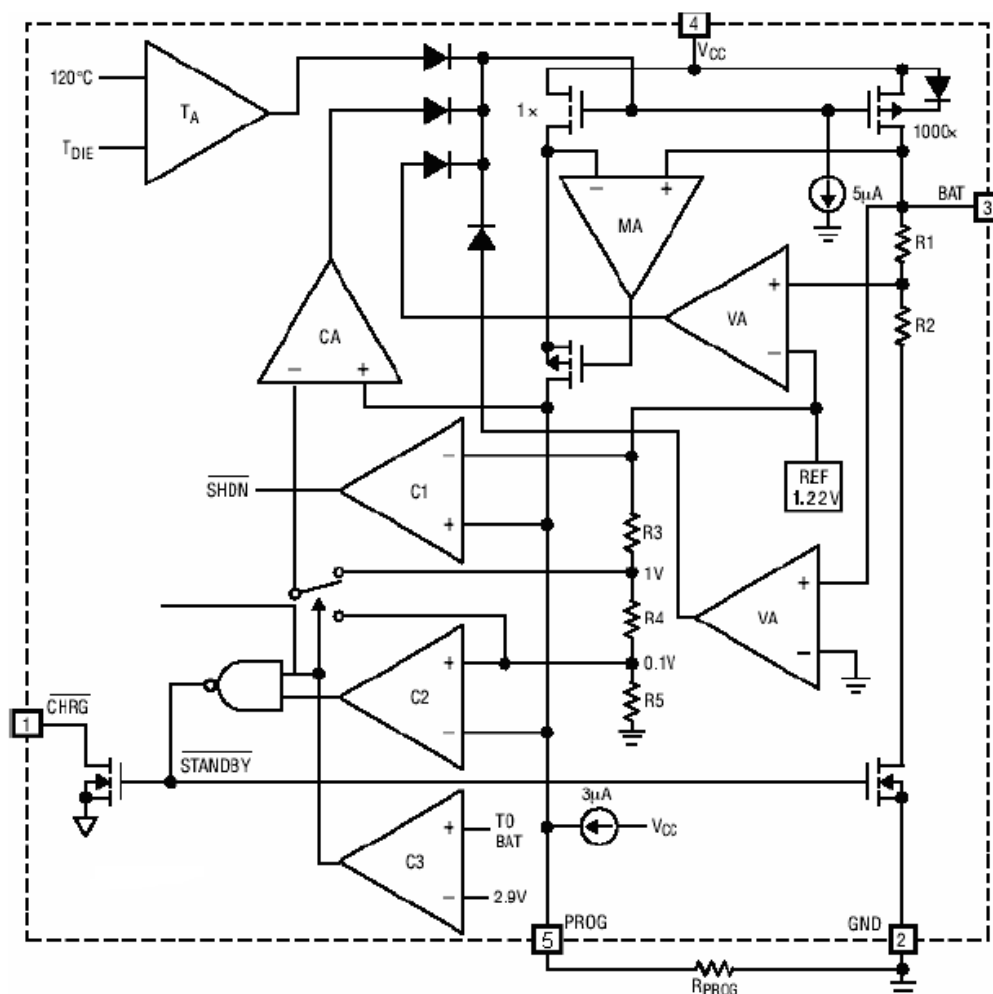 4
VCC
120°C
TA
TDIE
1×
1000×
5µA
BAT
3
− +
MA
R1
+
VA
−
R2
CA
− +
REF
1.22V
−
C1
+
SHDN
R3
1V
R4
0.1V
R5
+
VA
−
+
C2
−
CHRG
1
STANDBY
3µA
VCC
+
TO
BAT
C3
−
2.9V
PROG
5
GND
2
RPROG